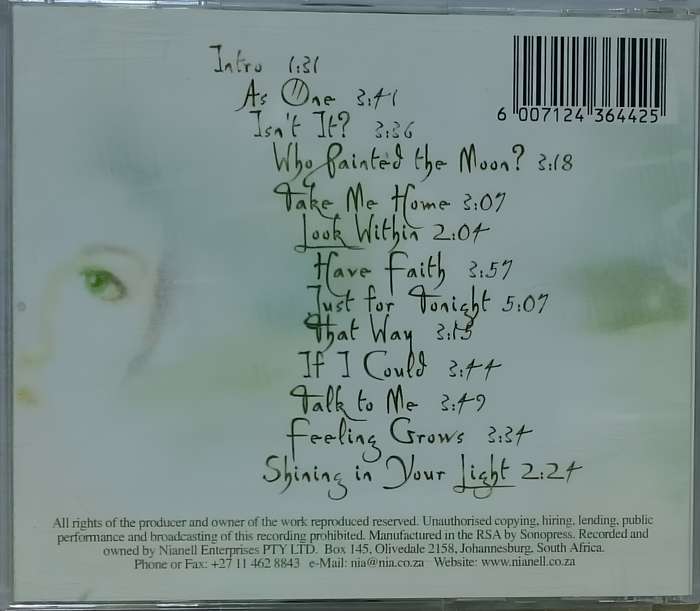 Intro 1:31
As One 3:41
Isn't It? 3:36
Who Painted the Moon? 3:18
Take Me Home 3:07
Look Within 2:04
Have Faith 3:57
Just for Tonight 5:07
That Way 3:15
If I Could 3:44
Talk to Me 3:49
Feeling Grows 3:34
Shining in Your Light 2:24
6 007124 364425
All rights of the producer and owner of the work reproduced reserved. Unauthorised copying, hiring, lending, public
performance and broadcasting of this recording prohibited. Manufactured in the RSA by Sonopress. Recorded and
owned by Nianell Enterprises PTY LTD. Box 145, Olivedale 2158, Johannesburg, South Africa.
Phone or Fax: +27 11 462 8843 e-Mail: nia@nia.co.za Website: www.nianell.co.za